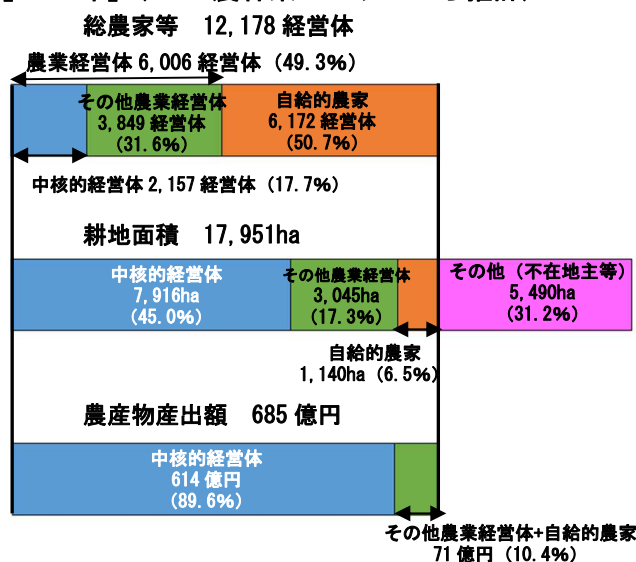 総農家等 12,178 経営体
農業経営体 6,006 経営体（49.3%）
その他農業経営体
3,849 経営体
(31.6%)
自給的農家
6,172 経営体
(50.7%)
中核的経営体 2,157 経営体（17.7%）
耕地面積 17,951ha
中核的経営体
7,916ha
(45.0%)
その他農業経営体
3,045ha
(17.3%)
その他（不在地主等）
5,490ha
(31.2%)
自給的農家
1,140ha（6.5%）
農産物産出額 685 億円
中核的経営体
614 億円
(89.6%)
その他農業経営体+自給的農家
71 億円（10.4%）